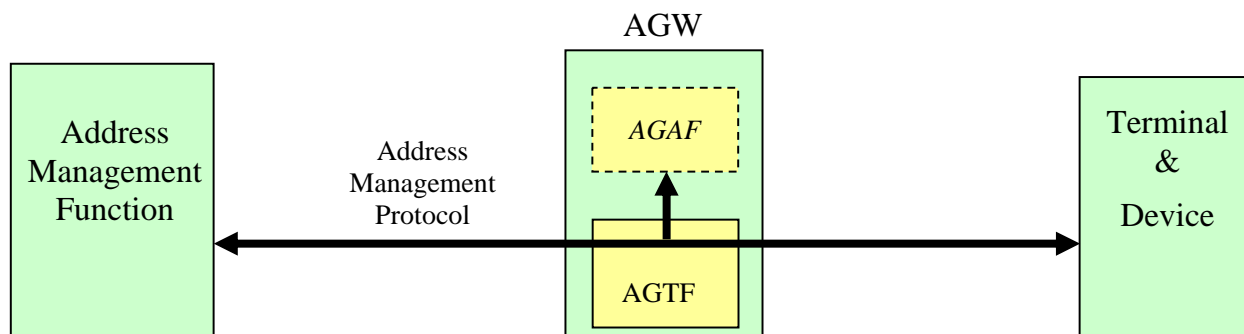 AGW
Address
Management
Function
Address
Management
Protocol
AGAF
AGTF
Terminal
&
Device